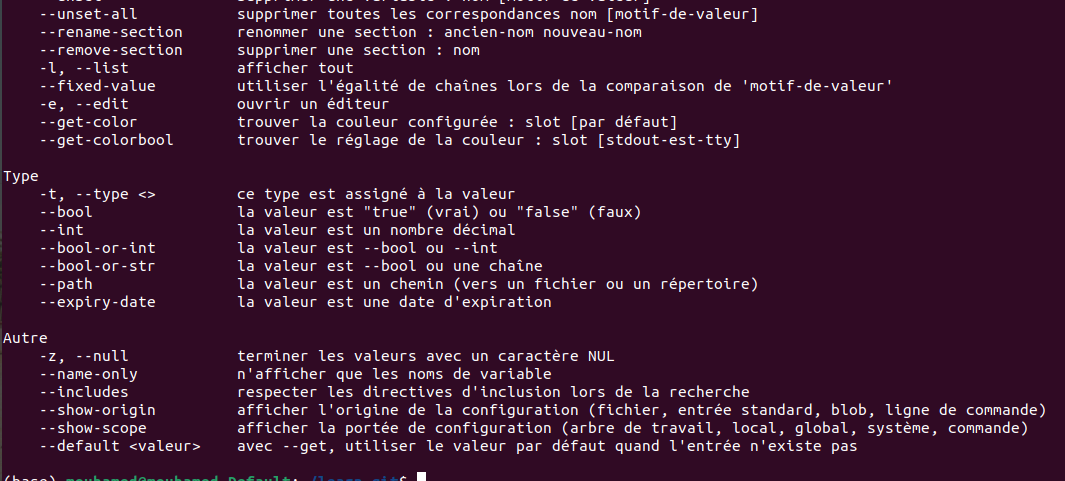 --unset-all supprimer toutes les correspondances nom [motif-de-valeur]
--rename-section renommer une section : ancien-nom nouveau-nom
--remove-section supprimer une section : nom
-l, --list afficher tout
--fixed-value utiliser l'égalité de chaînes lors de la comparaison de 'motif-de-valeur'
-e, --edit ouvrir un éditeur
--get-color trouver la couleur configurée : slot [par défaut]
--get-colorbool trouver le réglage de la couleur : slot [stdout-est-tty]
Type
-t, --type <> ce type est assigné à la valeur
--bool la valeur est "true" (vrai) ou "false" (faux)
--int la valeur est un nombre décimal
--bool-or-int la valeur est --bool ou --int
--bool-or-str la valeur est --bool ou une chaîne
--path la valeur est un chemin (vers un fichier ou un répertoire)
--expiry-date la valeur est une date d'expiration
Autre
-z, --null terminer les valeurs avec un caractère NUL
--name-only n'afficher que les noms de variable
--includes respecter les directives d'inclusion lors de la recherche
--show-origin afficher l'origine de la configuration (fichier, entrée standard, blob, ligne de commande)
--show-scope afficher la portée de configuration (arbre de travail, local, global, système, commande)
--default <valeur> avec --get, utiliser le valeur par défaut quand l'entrée n'existe pas
(base)